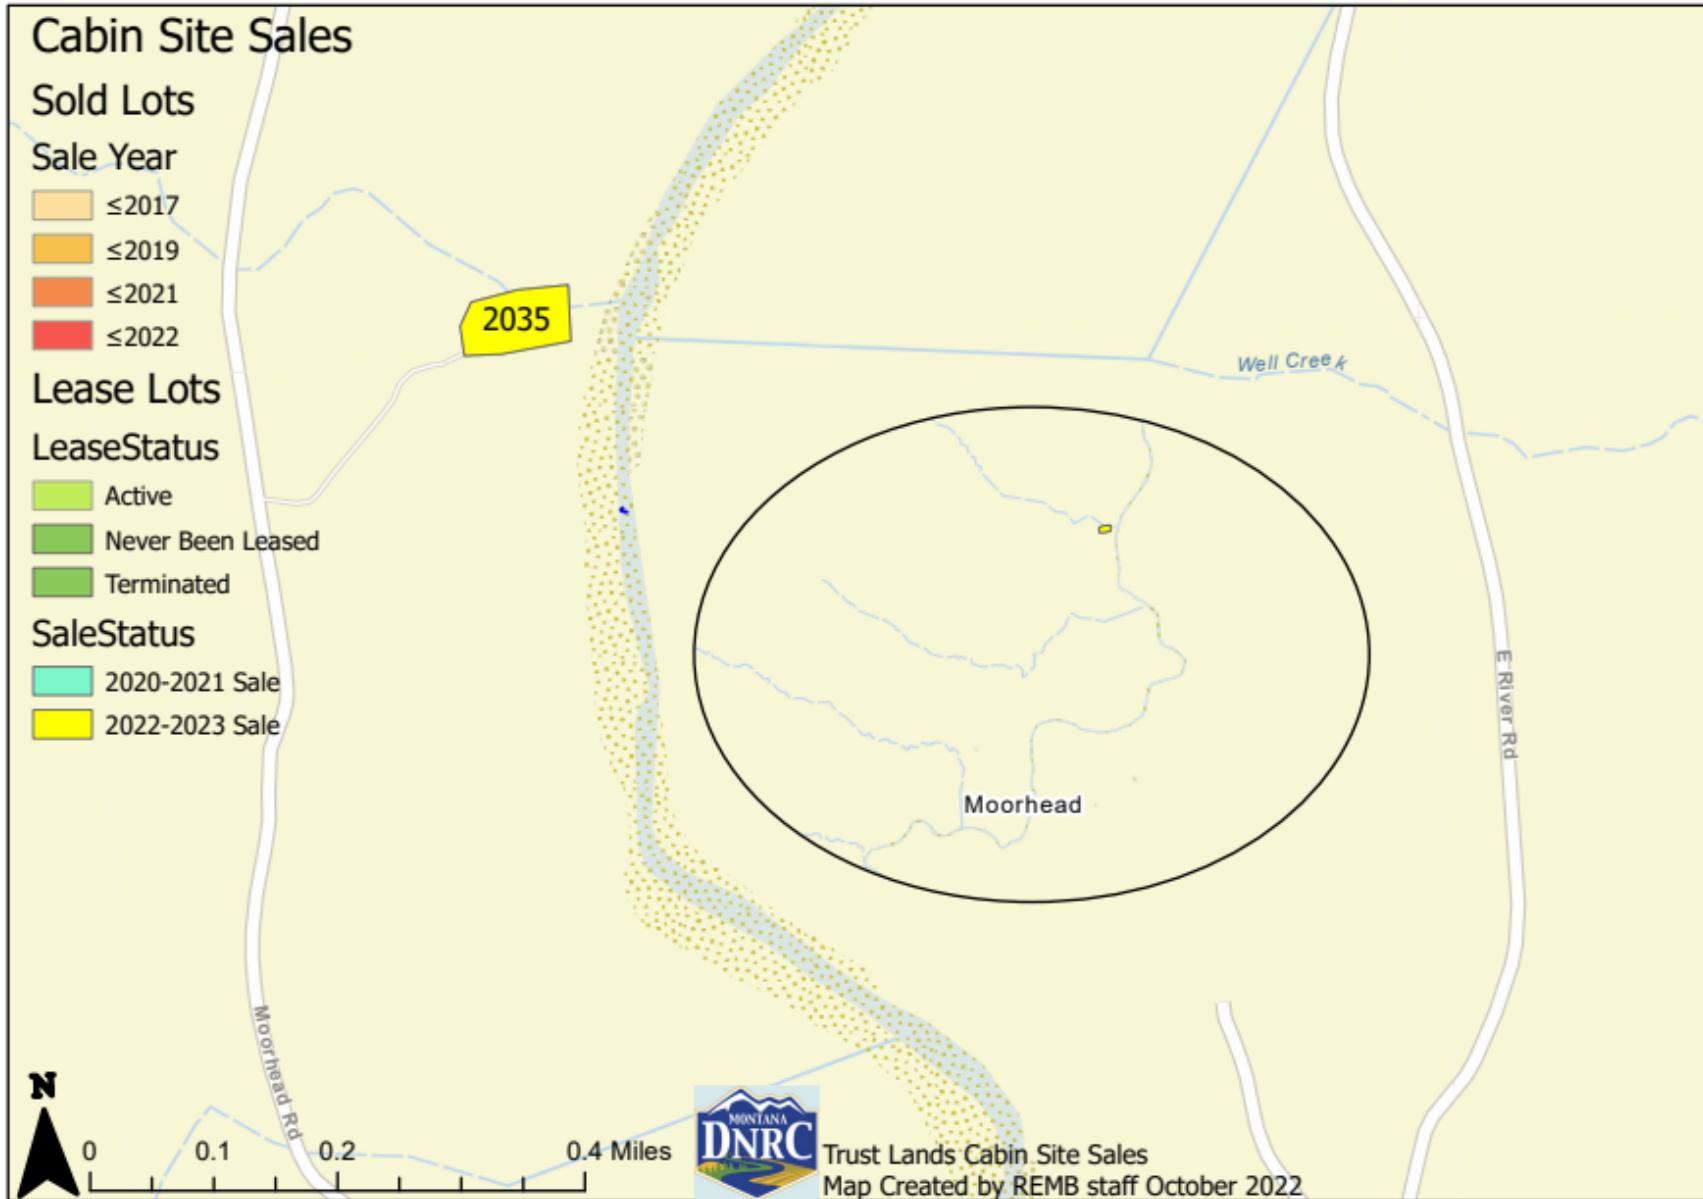 Cabin Site Sales
Sold Lots
Sale Year
≤2017
≤2019
≤2021
≤2022
Lease Lots
LeaseStatus
Active
Never Been Leased
Terminated
SaleStatus
2020-2021 Sale
2022-2023 Sale
2035
Well Creek
Moorhead
E River Rd
Moorhead Rd
N
0 0.1 0.2 0.4 Miles
MONTANA
DNRC
Trust Lands Cabin Site Sales
Map Created by REMB staff October 2022